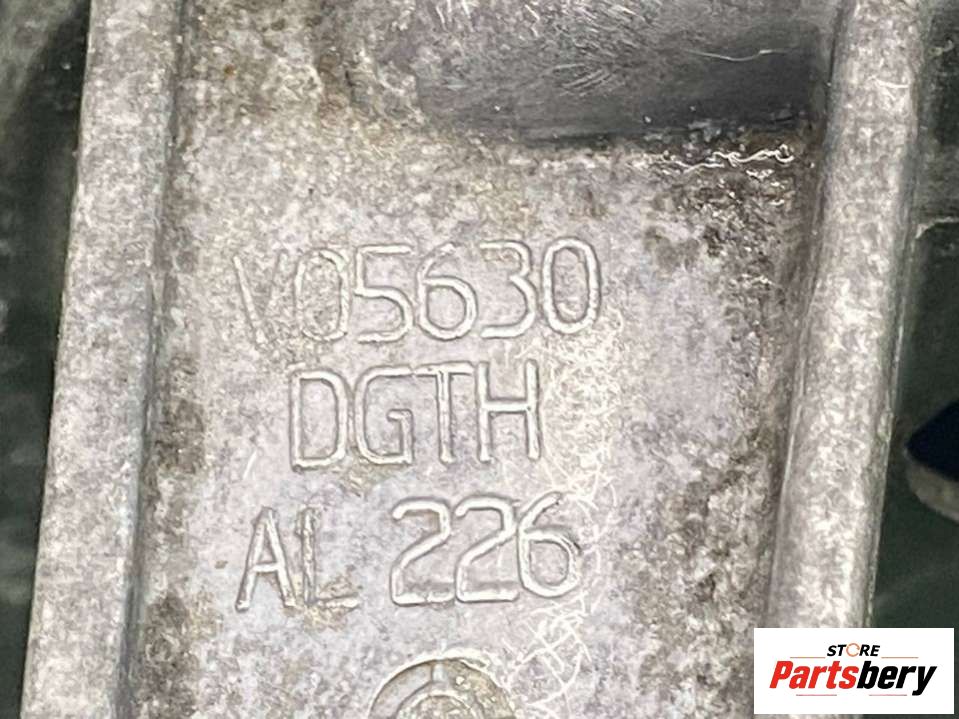 V05630
DGTH
AL 226
STORE
Partsbery